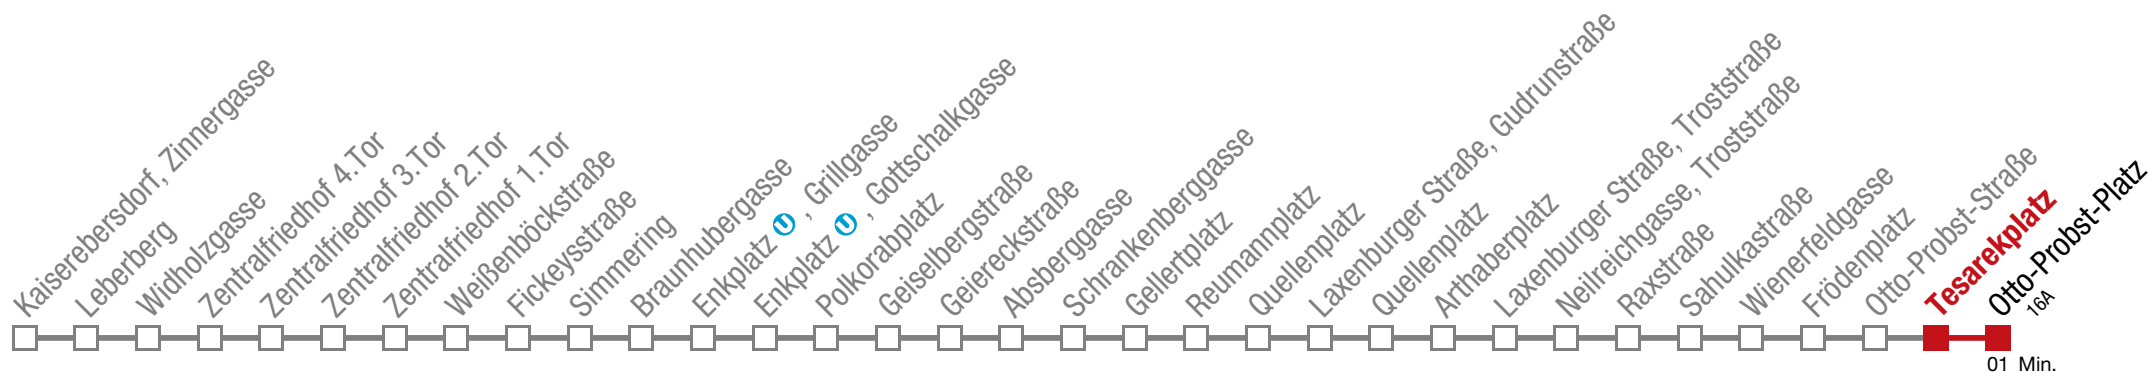 Kaiserebersdorf, Zinnergasse
Leberberg
Widholzgasse
Zentralfriedhof 4.Tor
Zentralfriedhof 3.Tor
Zentralfriedhof 2.Tor
Zentralfriedhof 1.Tor
Weißenböckstraße
Fickeysstraße
Simmering
Braunhubergasse
Enkplatz U, Grillgasse
Enkplatz U, Gottschalkgasse
Polkorabplatz
Geiselbergstraße
Geiereckstraße
Absberggasse
Schrankenberggasse
Gellertplatz
Reumannplatz
Quellenplatz
Laxenburger Straße, Gudrunstraße
Quellenplatz
Arthaberplatz
Laxenburger Straße, Troststraße
Neilreichgasse, Troststraße
Raxstraße
Sahulkastraße
Wienerfeldgasse
Frödenplatz
Otto-Probst-Straße
Tesarekplatz
Otto-Probst-Platz
16A
01 Min.